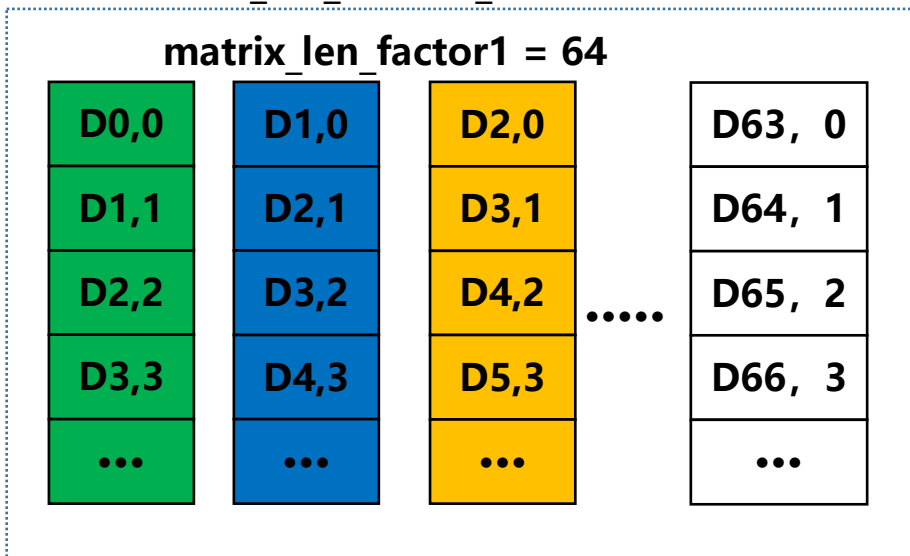 matrix_len_factor1 = 64
D0,0 D1,0 D2,0 D63, 0
D1,1 D2,1 D3,1 D64, 1
D2,2 D3,2 D4,2 ..... D65, 2
D3,3 D4,3 D5,3 D66, 3
... ... ... ...